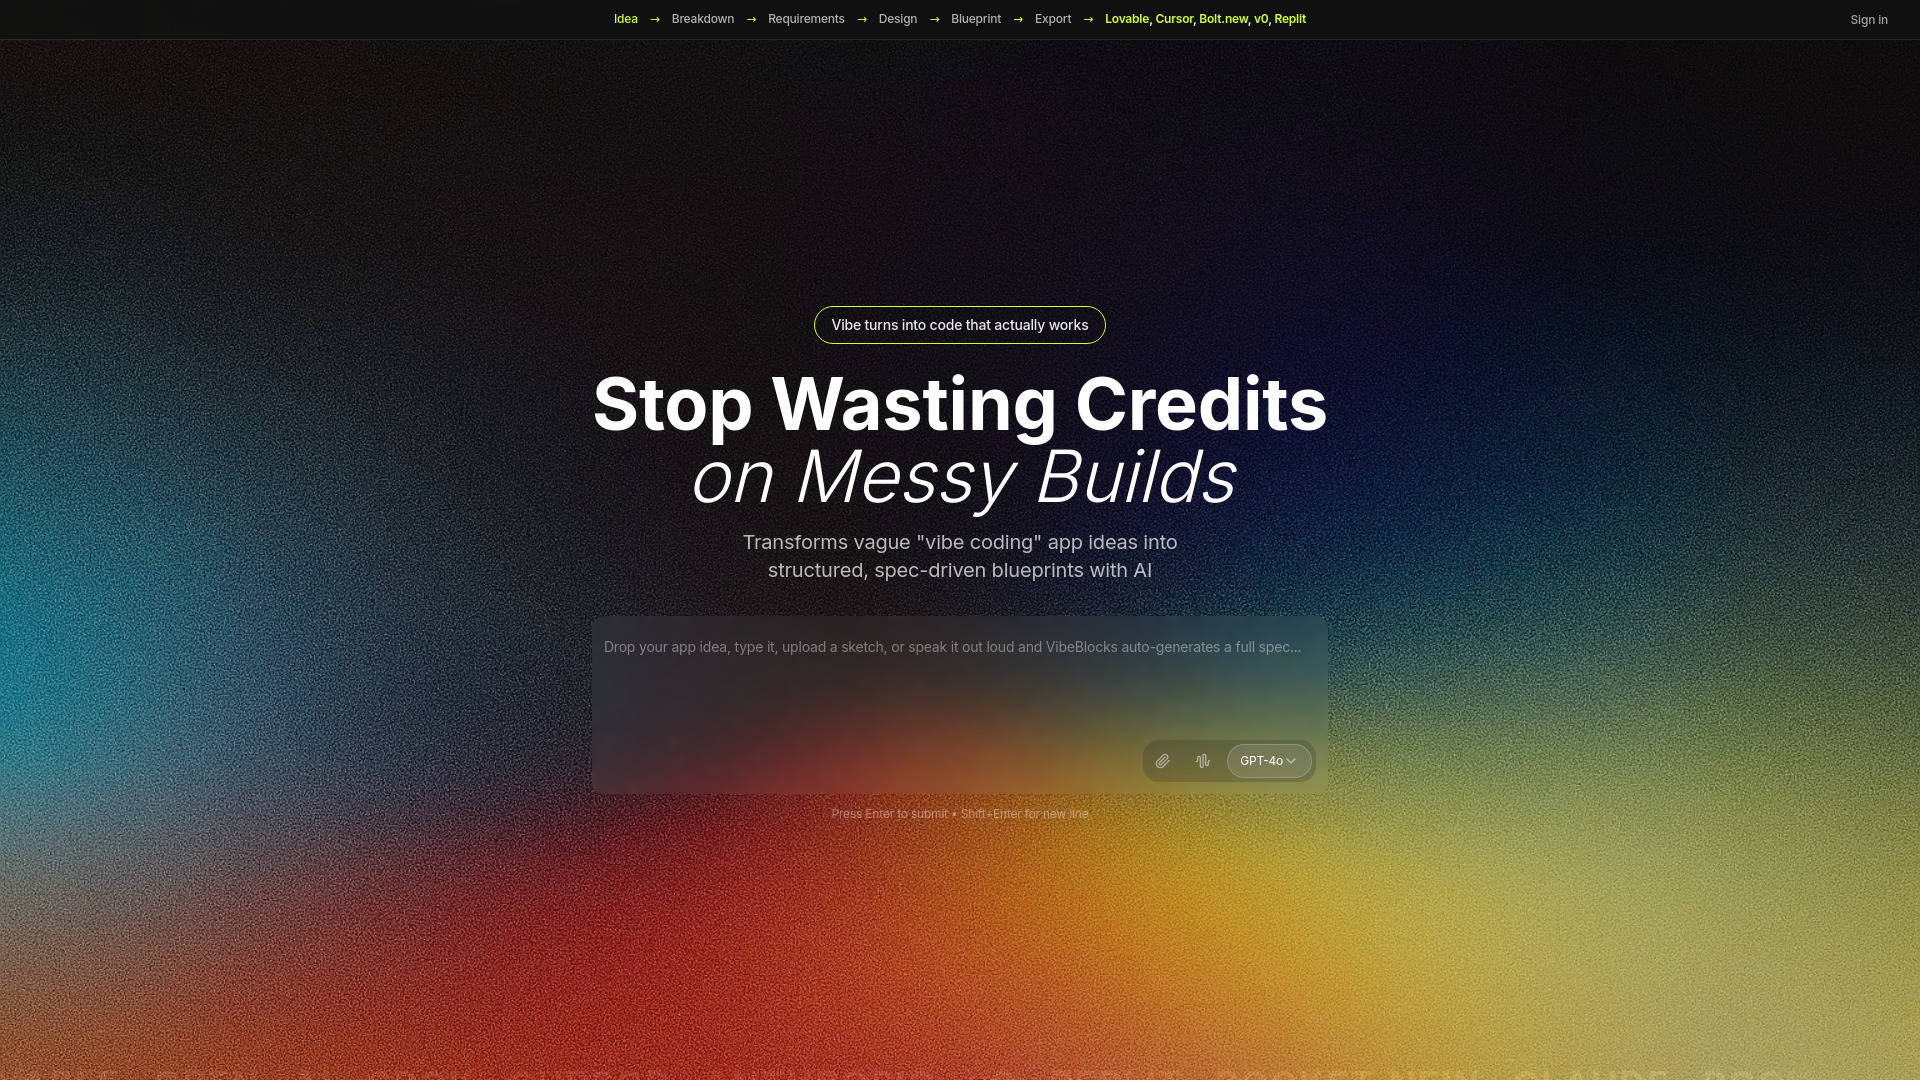 Idea → Breakdown → Requirements → Design → Blueprint → Export → Lovable, Cursor, Bolt.new, v0, Replit
Sign in
Vibe turns into code that actually works
Stop Wasting Credits
on Messy Builds
Transforms vague "vibe coding" app ideas into
structured, spec-driven blueprints with AI
Drop your app idea, type it, upload a sketch, or speak it out loud and VibeBlocks auto-generates a full spec...
GPT-4o
Press Enter to submit • Shift+Enter for new line